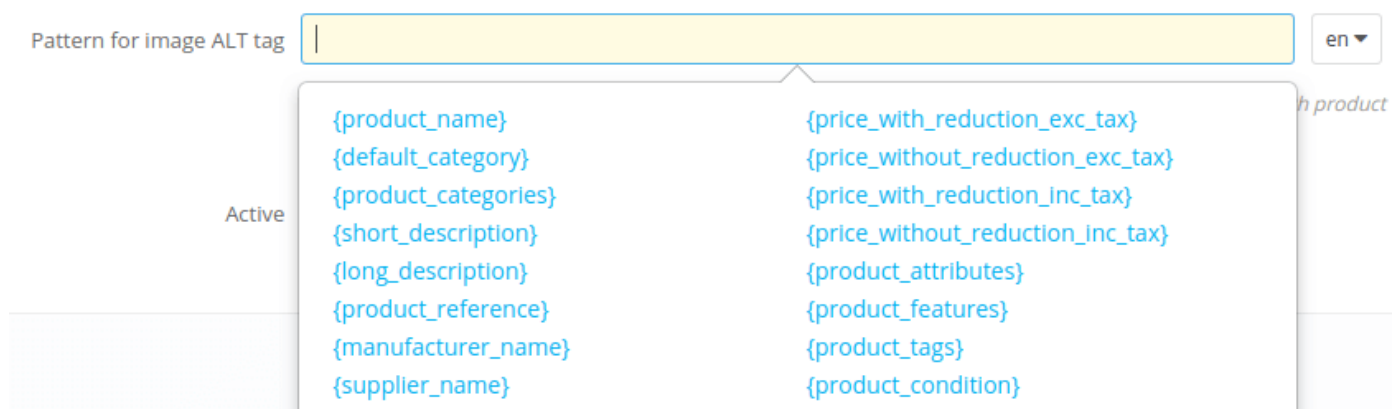 Pattern for image ALT tag
en
h product
{product_name} {price_with_reduction_exc_tax}
{default_category} {price_without_reduction_exc_tax}
{product_categories} {price_with_reduction_inc_tax}
Active
{short_description} {price_without_reduction_inc_tax}
{long_description} {product_attributes}
{product_reference} {product_features}
{manufacturer_name} {product_tags}
{supplier_name} {product_condition}